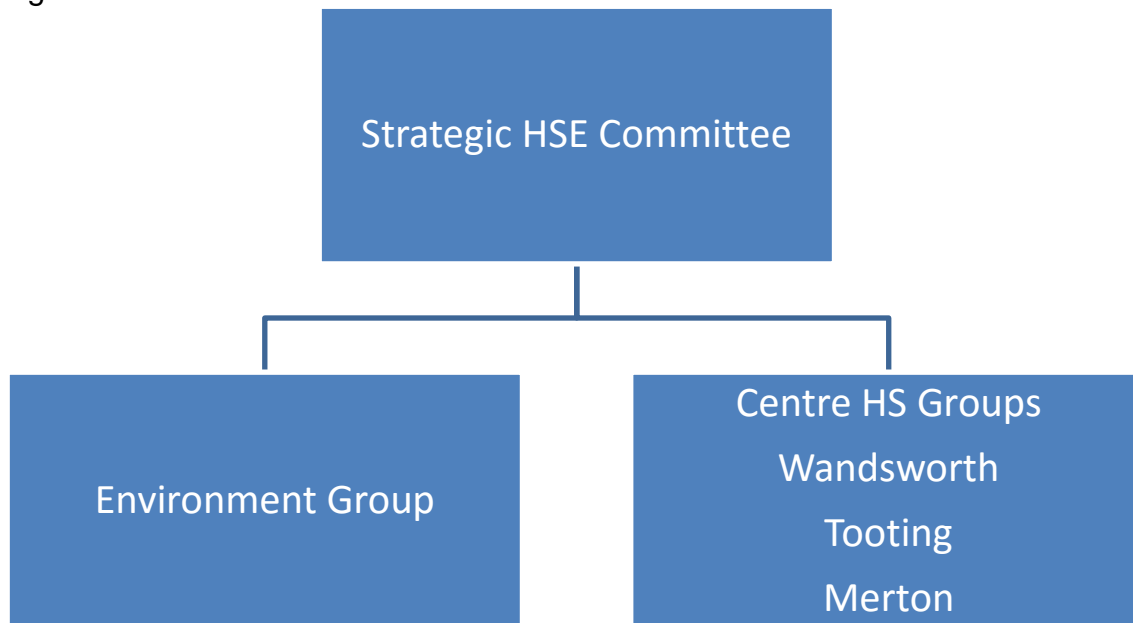 Strategic HSE Committee
Environment Group
Centre HS Groups
Wandsworth
Tooting
Merton